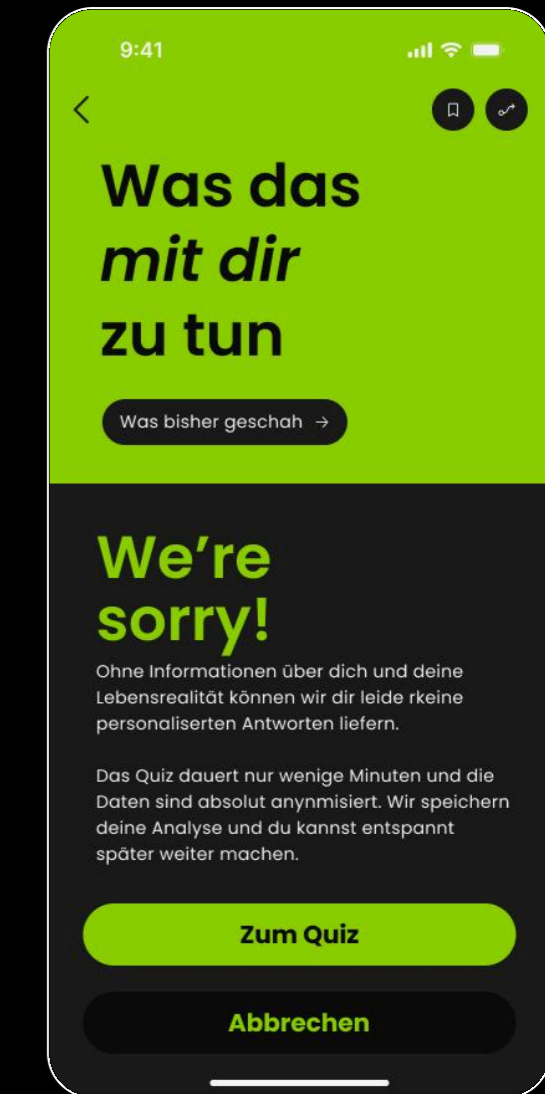 9:41
Was das
mit dir
zu tun
Was bisher geschah →
We’re
sorry!
Ohne Informationen über dich und deine
Lebensrealität können wir dir leide rkeine
personaliserten Antworten liefern.
Das Quiz dauert nur wenige Minuten und die
Daten sind absolut anynmisiert. Wir speichern
deine Analyse und du kannst entspannt
später weiter machen.
Zum Quiz
Abbrechen